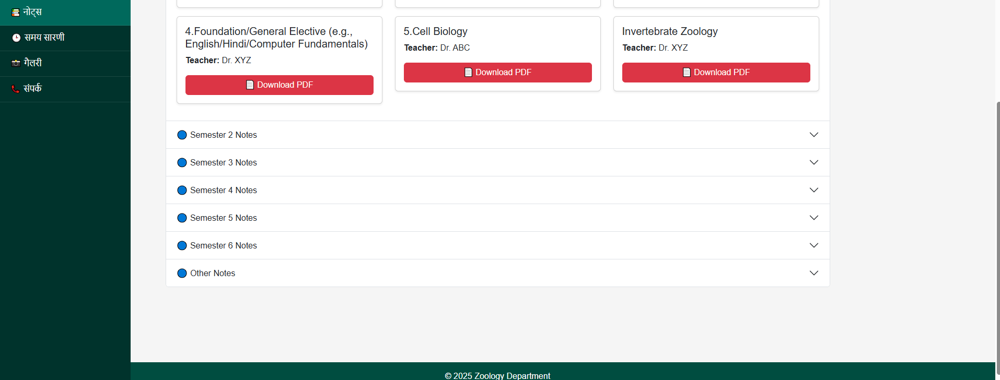 नोट्स
समय सारणी
गैलरी
संपर्क
4.Foundation/General Elective (e.g.,
English/Hindi/Computer Fundamentals)
Teacher: Dr. XYZ
Download PDF
5.Cell Biology
Teacher: Dr. ABC
Download PDF
Invertebrate Zoology
Teacher: Dr. XYZ
Download PDF
Semester 2 Notes
Semester 3 Notes
Semester 4 Notes
Semester 5 Notes
Semester 6 Notes
Other Notes
© 2025 Zoology Department